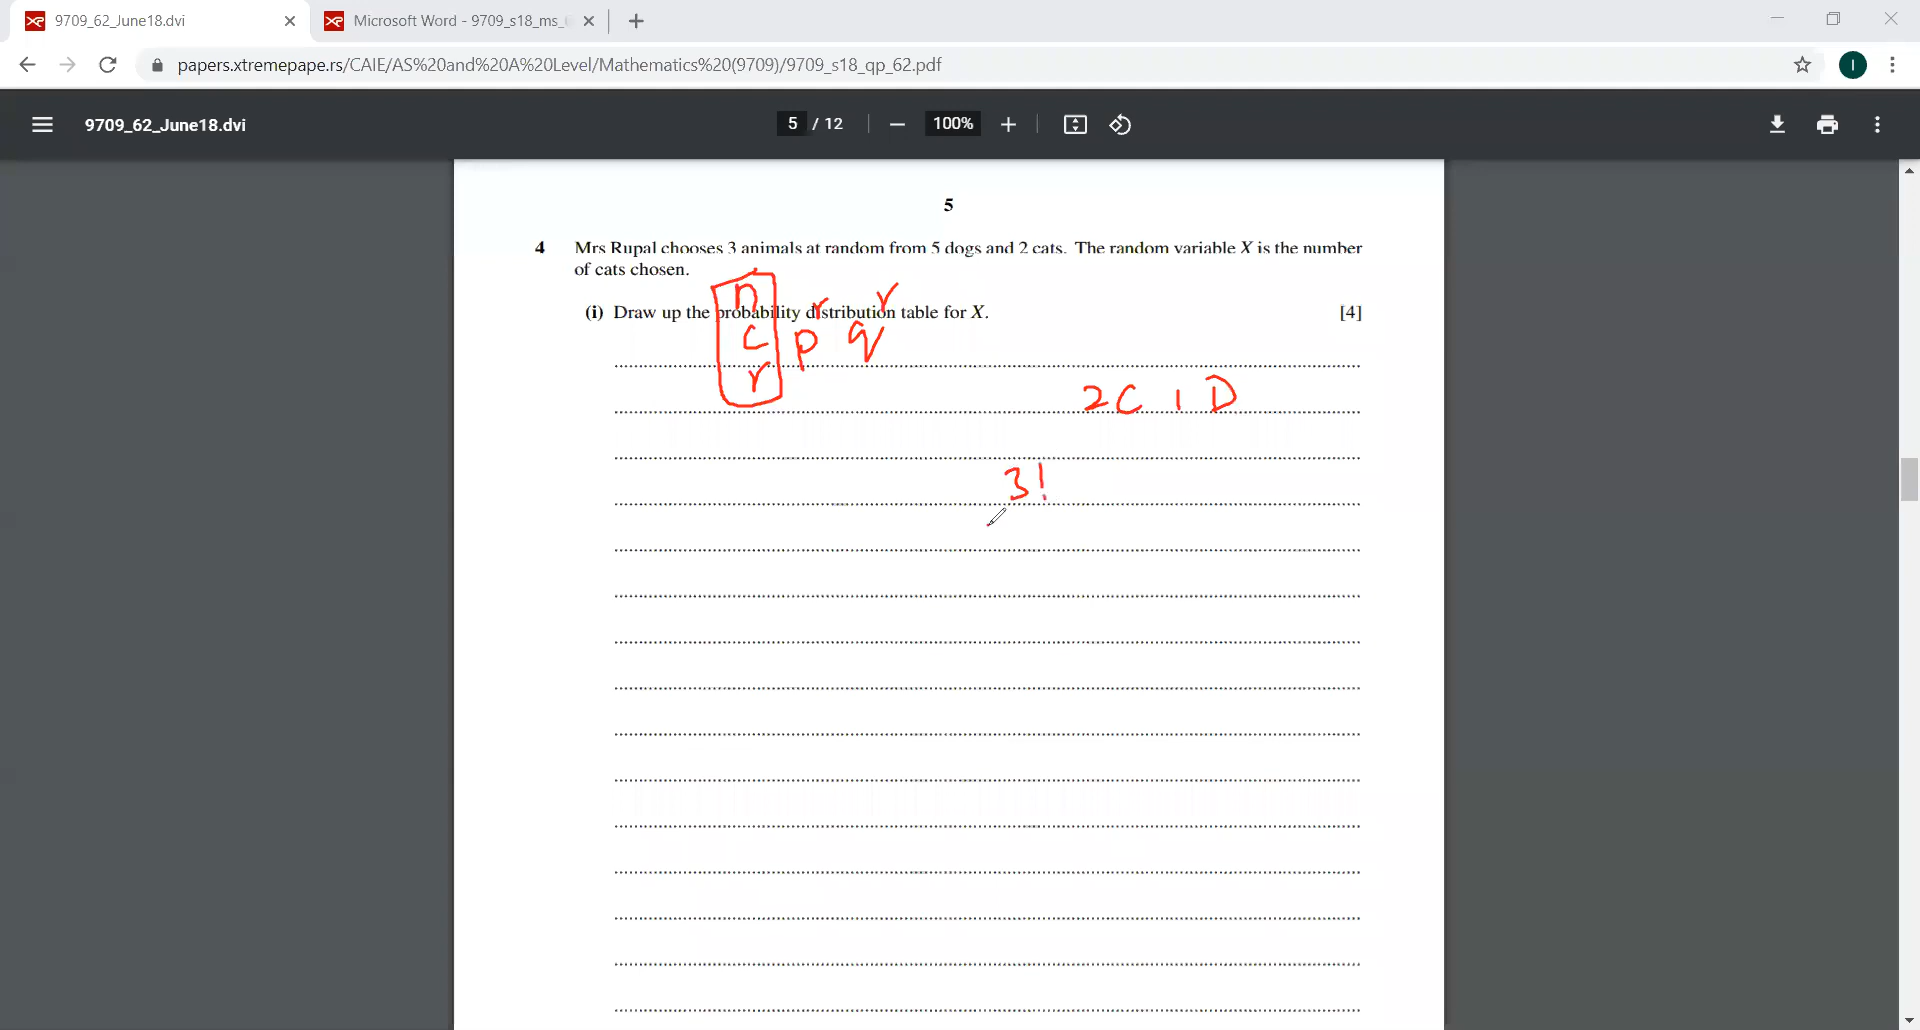 9709_62_June18.dvi
Microsoft Word - 9709_s18_ms_
papers.xtremepape.rs/CAIE/AS%20and%20A%20Level/Mathematics%20(9709)/9709_s18_qp_62.pdf
I
9709_62_June18.dvi
5 / 12
100%
5
4 Mrs Rupal chooses 3 animals at random from 5 dogs and 2 cats. The random variable X is the number
of cats chosen.
(i) Draw up the probability distribution table for X. [4]
n
c p^r q^r
r
2C 1 D
3!